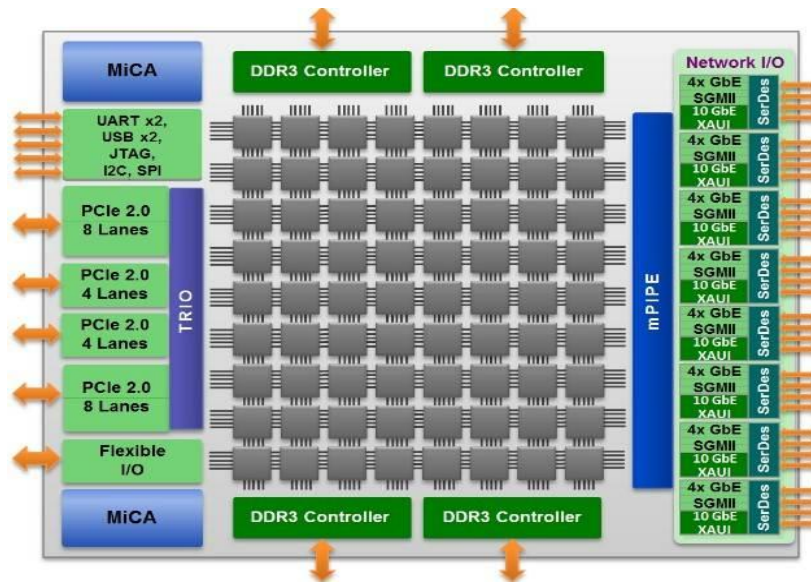 MiCA
DDR3 Controller
DDR3 Controller
Network I/O
UART x2,
USB x2,
JTAG,
I2C, SPI
PCIe 2.0
8 Lanes
PCIe 2.0
4 Lanes
PCIe 2.0
4 Lanes
PCIe 2.0
8 Lanes
TRIO
Flexible
I/O
MiCA
DDR3 Controller
DDR3 Controller
mPIPE
4x GbE
SGMII
10 GbE
XAUI
SerDes
4x GbE
SGMII
10 GbE
XAUI
SerDes
4x GbE
SGMII
10 GbE
XAUI
SerDes
4x GbE
SGMII
10 GbE
XAUI
SerDes
4x GbE
SGMII
10 GbE
XAUI
SerDes
4x GbE
SGMII
10 GbE
XAUI
SerDes
4x GbE
SGMII
10 GbE
XAUI
SerDes
4x GbE
SGMII
10 GbE
XAUI
SerDes